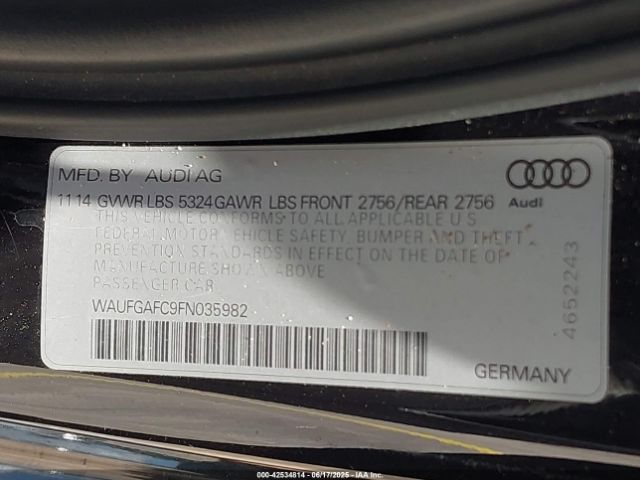 MFD. BY AUDI AG
11 14 GVWR LBS 5324 GAWR LBS FRONT 2756/REAR 2756
Audi
THIS VEHICLE CONFORMS TO ALL APPLICABLE U S
FEDERAL MOTOR VEHICLE SAFETY, BUMPER AND THEFT
PREVENTION STANDARDS IN EFFECT ON THE DATE OF
MANUFACTURE SHOWN ABOVE
PASSENGER CAR
WAUFGAFC9FN035982
4652243
GERMANY
000-42534814 - 06/17/2025 - IAAI.COM